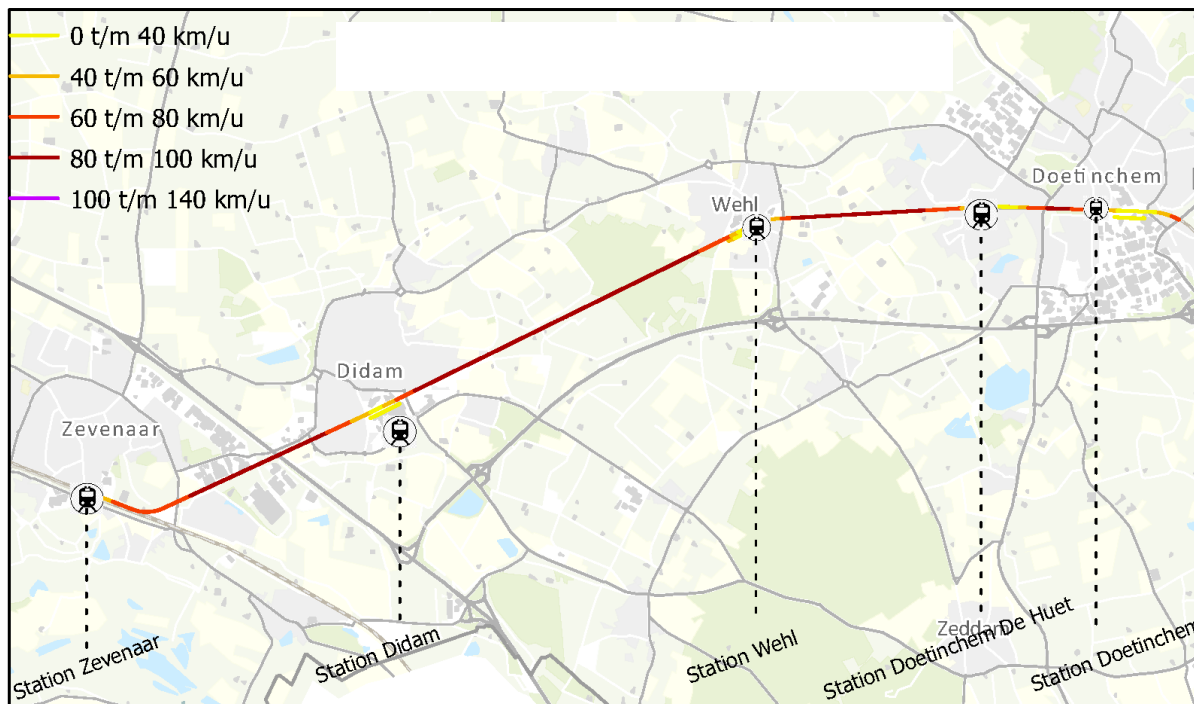 0 t/m 40 km/u
40 t/m 60 km/u
60 t/m 80 km/u
80 t/m 100 km/u
100 t/m 140 km/u
Doetinchem
Wehl
Didam
Zevenaar
Zeddam
Station Zevenaar
Station Didam
Station Wehl
Station Doetinchem De Huet
Station Doetinchem